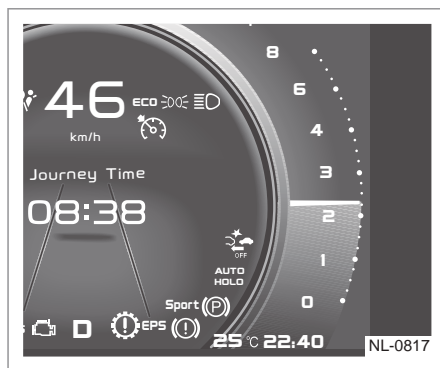 8
6
46 ECO
4
km/h
3
Journey Time
08:38
2
OFF
AUTO
HOLD
1
Sport P
0
D EPS
25 °C 22:40
NL-0817